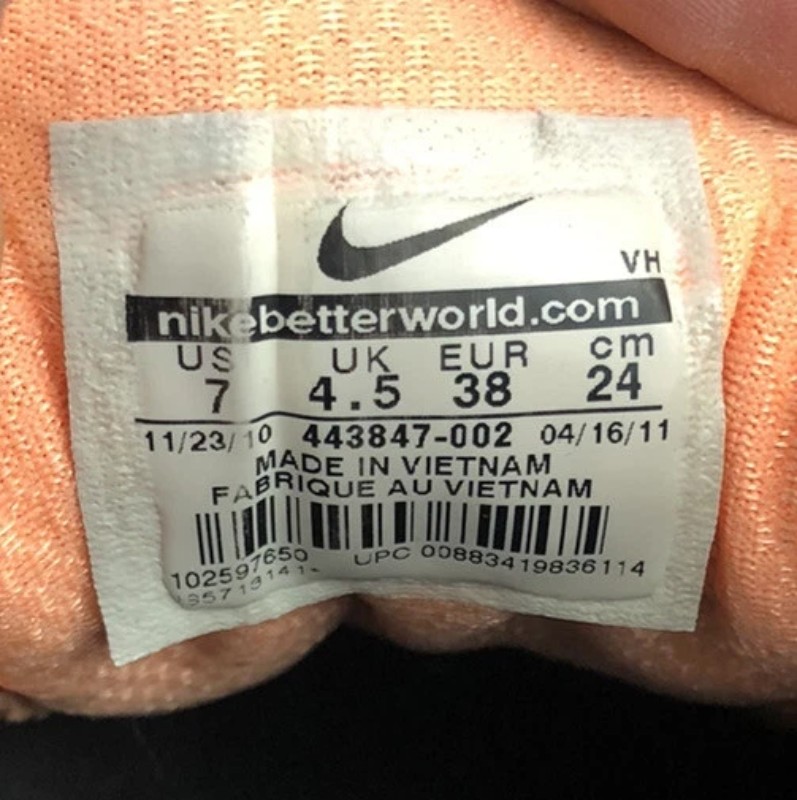 VH
nikebetterworld.com
US UK EUR cm
7 4.5 38 24
11/23/10 443847-002 04/16/11
MADE IN VIETNAM
FABRIQUE AU VIETNAM
102597650 UPC 00883419836114